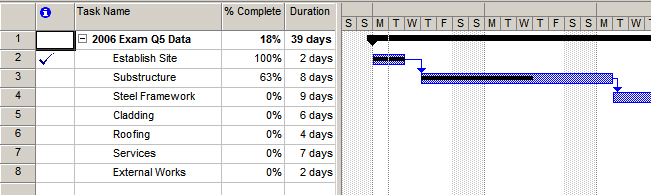 Task Name % Complete Duration S S M T W T F S S M T W T F S S M T
1 2006 Exam Q5 Data 18% 39 days
2 Establish Site 100% 2 days
3 Substructure 63% 8 days
4 Steel Framework 0% 9 days
5 Cladding 0% 6 days
6 Roofing 0% 4 days
7 Services 0% 7 days
8 External Works 0% 2 days